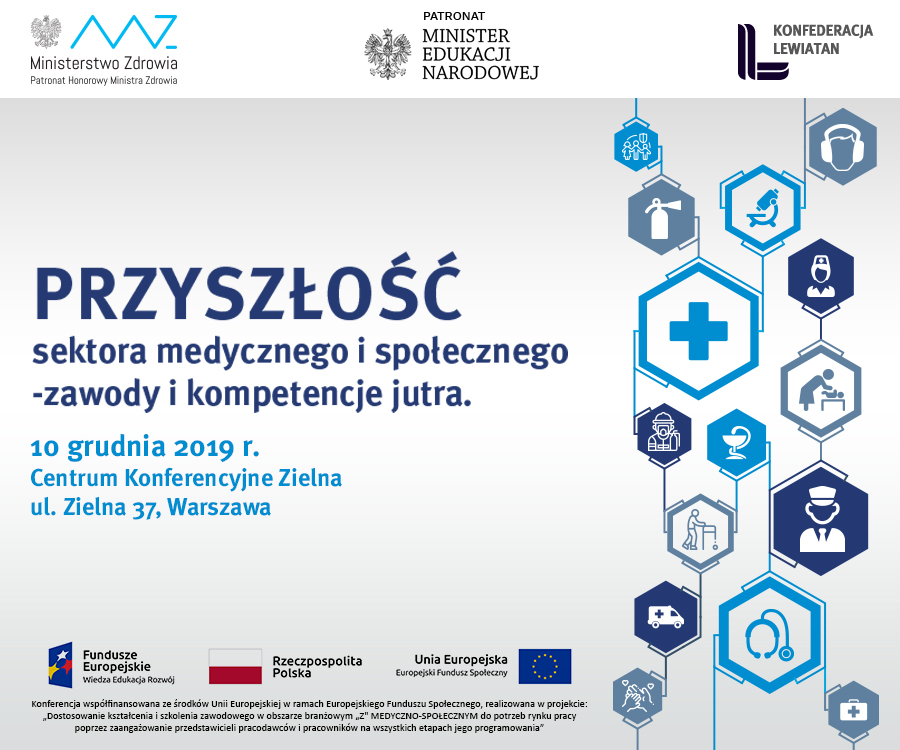 Ministerstwo Zdrowia
Patronat Honorowy Ministra Zdrowia
PATRONAT
MINISTER
EDUKACJI
NARODOWEJ
KONFEDERACJA
LEWIATAN
PRZYSZŁOŚĆ
sektora medycznego i społecznego
-zawody i kompetencje jutra.
10 grudnia 2019 r.
Centrum Konferencyjne Zielna
ul. Zielna 37, Warszawa
Fundusze
Europejskie
Wiedza Edukacja Rozwój
Rzeczpospolita
Polska
Unia Europejska
Europejski Fundusz Społeczny
Konferencja współfinansowana ze środków Unii Europejskiej w ramach Europejskiego Funduszu Społecznego, realizowana w projekcie:
„Dostosowanie kształcenia i szkolenia zawodowego w obszarze branżowym „Z" MEDYCZNO-SPOŁECZNYM do potrzeb rynku pracy
poprzez zaangażowanie przedstawicieli pracodawców i pracowników na wszystkich etapach jego programowania”